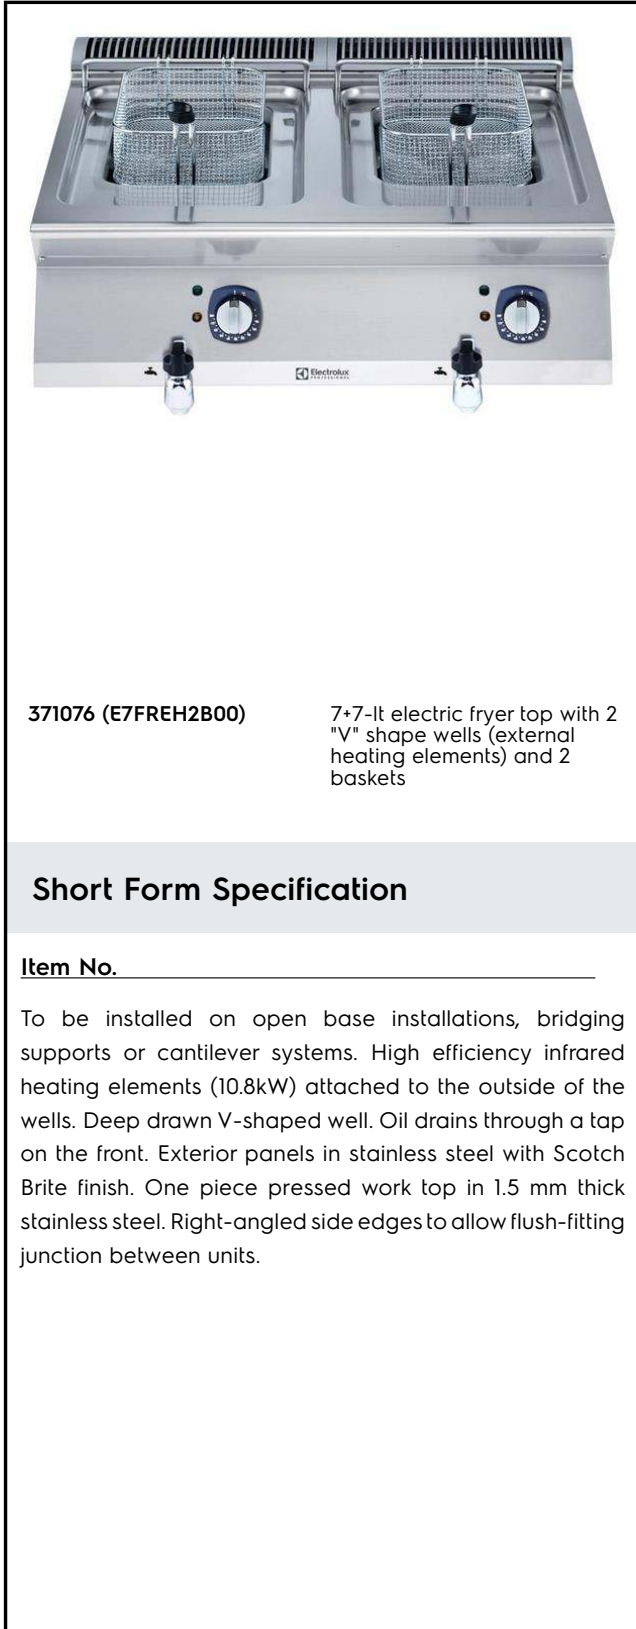 Electrolux
PROFESSIONAL
371076 (E7FREH2B00)
7+7-lt electric fryer top with 2
"V" shape wells (external
heating elements) and 2
baskets
Short Form Specification
Item No.
To be installed on open base installations, bridging
supports or cantilever systems. High efficiency infrared
heating elements (10.8kW) attached to the outside of the
wells. Deep drawn V-shaped well. Oil drains through a tap
on the front. Exterior panels in stainless steel with Scotch
Brite finish. One piece pressed work top in 1.5 mm thick
stainless steel. Right-angled side edges to allow flush-fitting
junction between units.